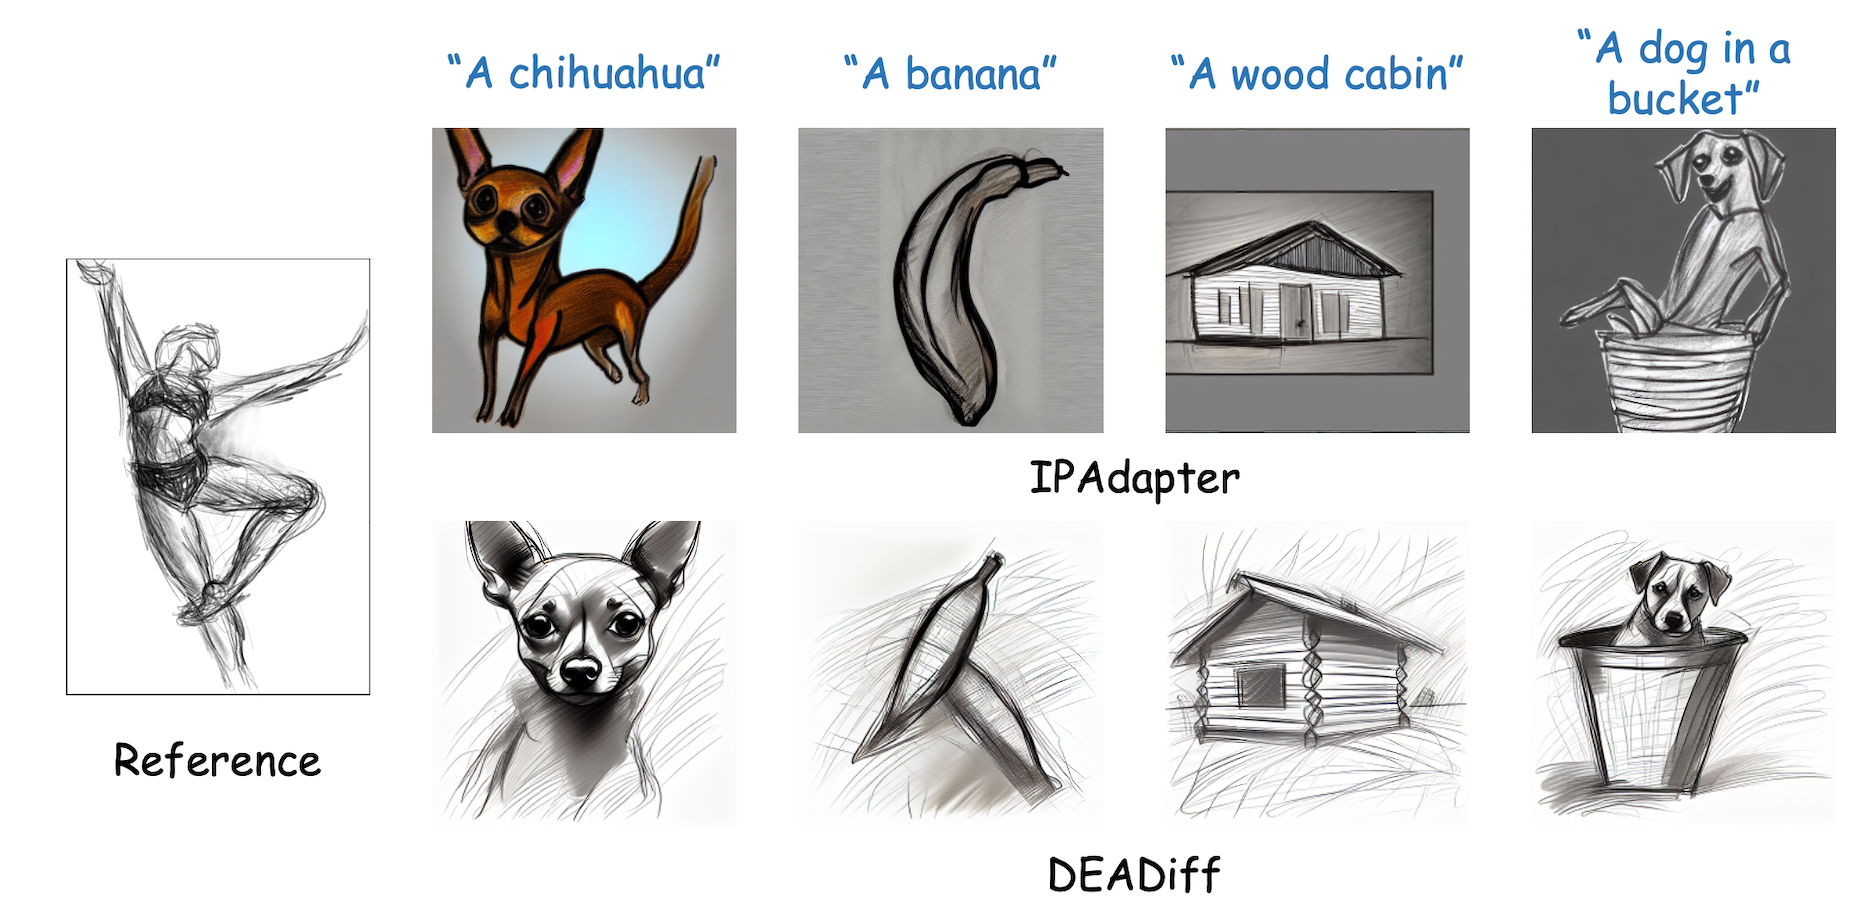 “A chihuahua”
“A banana”
“A wood cabin”
“A dog in a
bucket”
IPAdapter
Reference
DEADiff